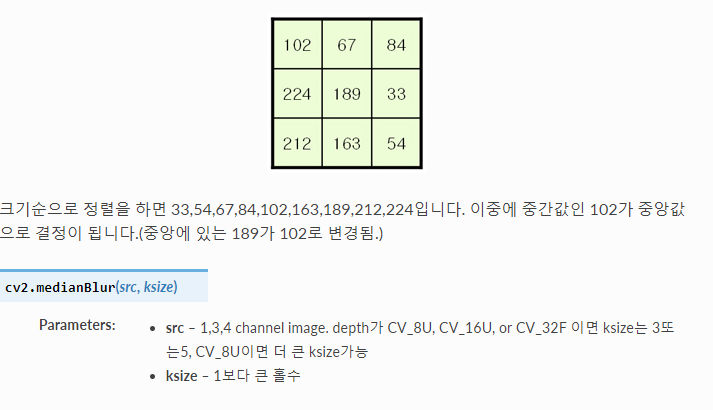 102 67 84
224 189 33
212 163 54
크기순으로 정렬을 하면 33,54,67,84,102,163,189,212,224입니다. 이중에 중간값인 102가 중앙값
으로 결정이 됩니다.(중앙에 있는 189가 102로 변경됨.)
cv2.medianBlur(src, ksize)
Parameters: • src – 1,3,4 channel image. depth가 CV_8U, CV_16U, or CV_32F 이면 ksize는 3또
는5, CV_8U이면 더 큰 ksize가능
• ksize – 1보다 큰 홀수